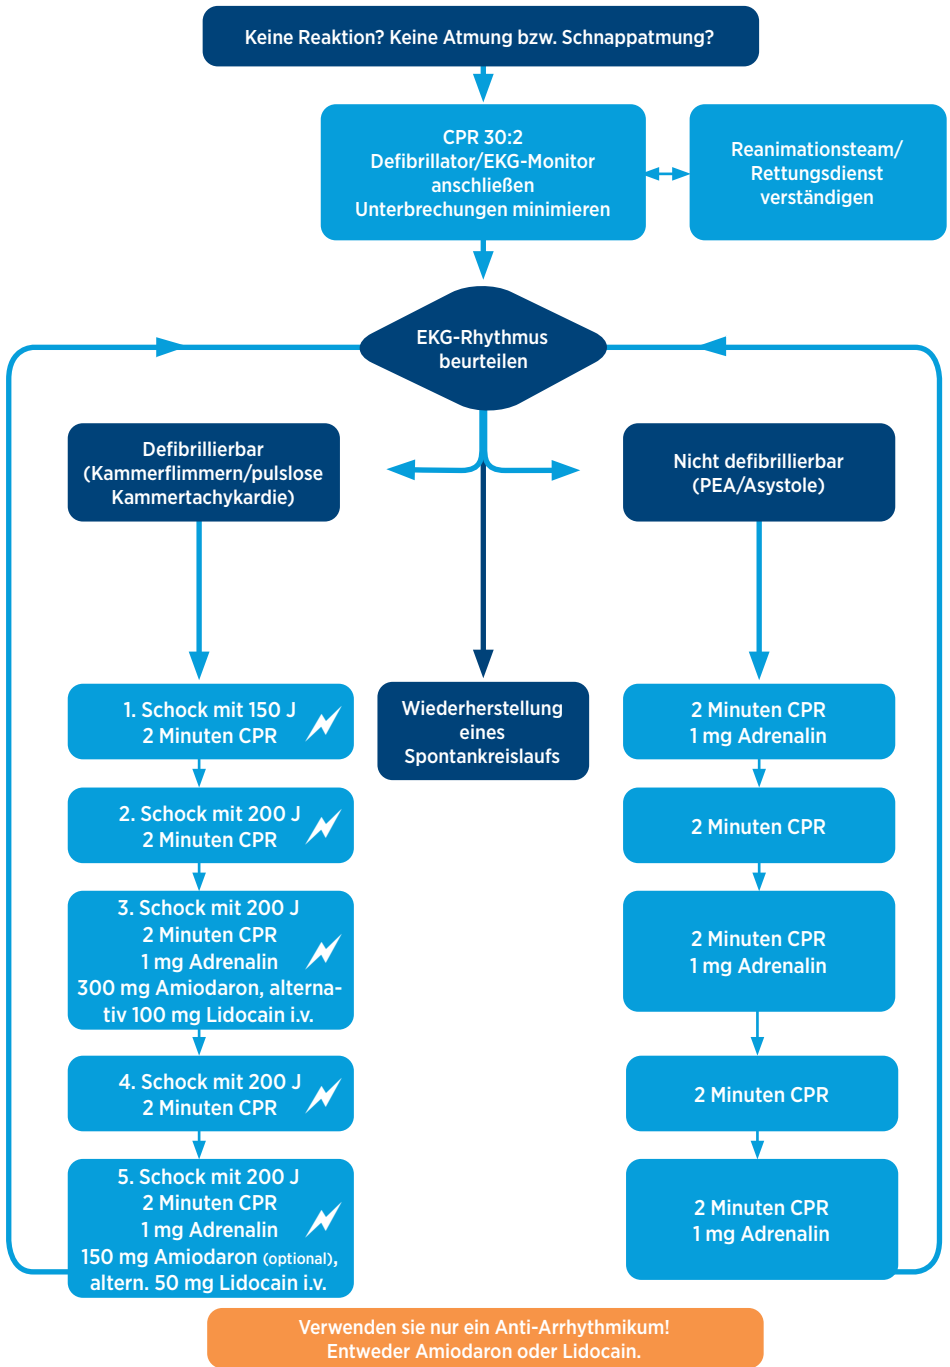 Keine Reaktion? Keine Atmung bzw. Schnappatmung?
CPR 30:2
Defibrillator/EKG-Monitor
anschließen
Unterbrechungen minimieren
Reanimationsteam/
Rettungsdienst
verständigen
EKG-Rhythmus
beurteilen
Defibrillierbar
(Kammerflimmern/pulslose
Kammertachykardie)
Nicht defibrillierbar
(PEA/Asystole)
1. Schock mit 150 J
2 Minuten CPR
2. Schock mit 200 J
2 Minuten CPR
3. Schock mit 200 J
2 Minuten CPR
1 mg Adrenalin
300 mg Amiodaron, alterna-
tiv 100 mg Lidocain i.v.
4. Schock mit 200 J
2 Minuten CPR
5. Schock mit 200 J
2 Minuten CPR
1 mg Adrenalin
150 mg Amiodaron (optional),
altern. 50 mg Lidocain i.v.
Wiederherstellung
eines
Spontankreislaufs
2 Minuten CPR
1 mg Adrenalin
2 Minuten CPR
2 Minuten CPR
1 mg Adrenalin
2 Minuten CPR
2 Minuten CPR
1 mg Adrenalin
Verwenden sie nur ein Anti-Arrhythmikum!
Entweder Amiodaron oder Lidocain.